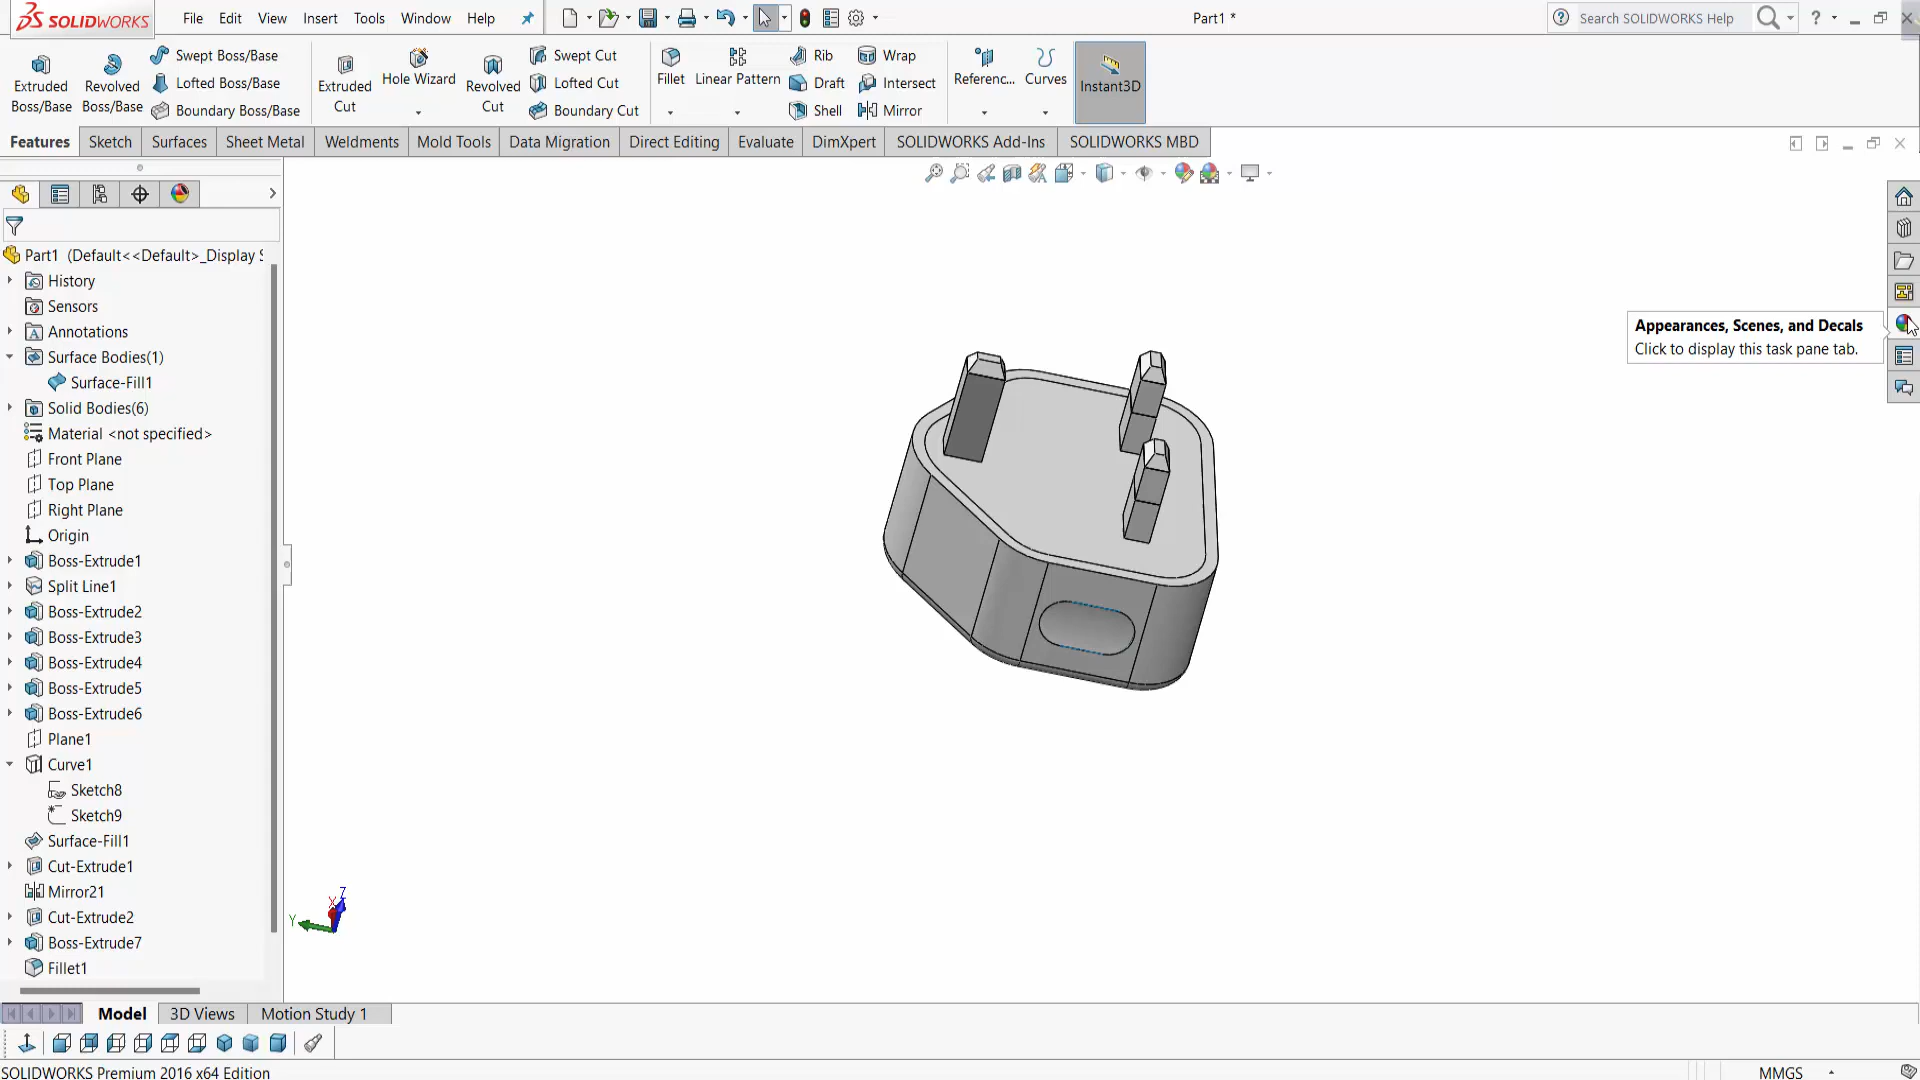 SOLIDWORKS
File Edit View Insert Tools Window Help
Part1 *
Search SOLIDWORKS Help
Extruded Boss/Base
Revolved Boss/Base
Swept Boss/Base
Lofted Boss/Base
Boundary Boss/Base
Extruded Cut
Hole Wizard
Revolved Cut
Swept Cut
Lofted Cut
Boundary Cut
Fillet
Linear Pattern
Rib
Draft
Shell
Wrap
Intersect
Mirror
Referenc...
Curves
Instant3D
Features Sketch Surfaces Sheet Metal Weldments Mold Tools Data Migration Direct Editing Evaluate DimXpert SOLIDWORKS Add-Ins SOLIDWORKS MBD
Part1 (Default<<Default>_Display S
History
Sensors
Annotations
Surface Bodies(1)
Surface-Fill1
Solid Bodies(6)
Material <not specified>
Front Plane
Top Plane
Right Plane
Origin
Boss-Extrude1
Split Line1
Boss-Extrude2
Boss-Extrude3
Boss-Extrude4
Boss-Extrude5
Boss-Extrude6
Plane1
Curve1
Sketch8
Sketch9
Surface-Fill1
Cut-Extrude1
Mirror21
Cut-Extrude2
Boss-Extrude7
Fillet1
Appearances, Scenes, and Decals
Click to display this task pane tab.
Z
X
Y
Model 3D Views Motion Study 1
SOLIDWORKS Premium 2016 x64 Edition
MMGS